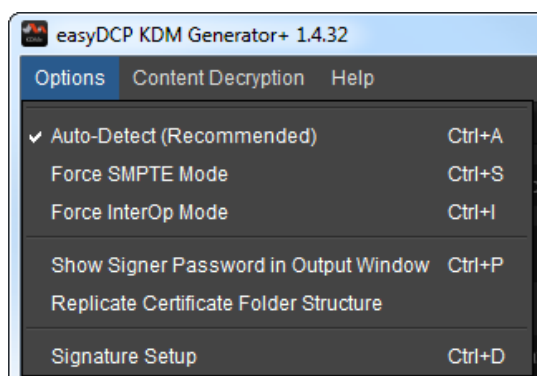 easyDCP KDM Generator+ 1.4.32
Options Content Decryption Help
Auto-Detect (Recommended) Ctrl+A
Force SMPTE Mode Ctrl+S
Force InterOp Mode Ctrl+I
Show Signer Password in Output Window Ctrl+P
Replicate Certificate Folder Structure
Signature Setup Ctrl+D